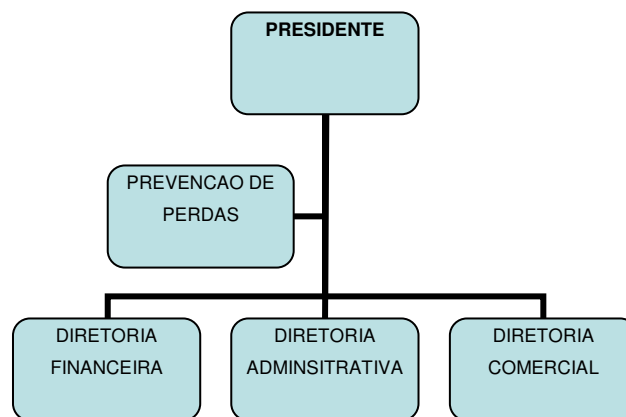 PRESIDENTE
PREVENCAO DE
PERDAS
DIRETORIA
FINANCEIRA
DIRETORIA
ADMINSITRATIVA
DIRETORIA
COMERCIAL